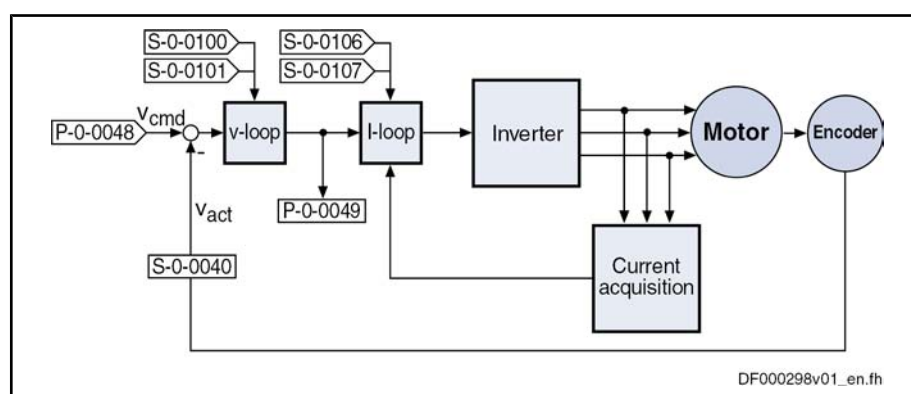 S-0-0100
S-0-0101
S-0-0106
S-0-0107
vcmd
P-0-0048
-
v-loop
I-loop
Inverter
Motor
Encoder
P-0-0049
vact
S-0-0040
Current
acquisition
DF000298v01_en.fh